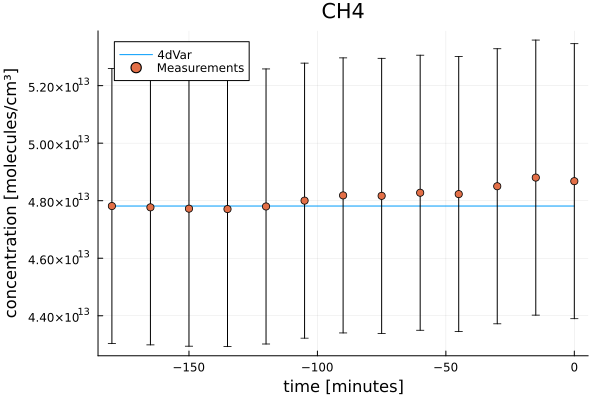 CH4
4dVar
Measurements
concentration [molecules/cm³]
5.20×10¹³
5.00×10¹³
4.80×10¹³
4.60×10¹³
4.40×10¹³
−150
−100
−50
0
time [minutes]